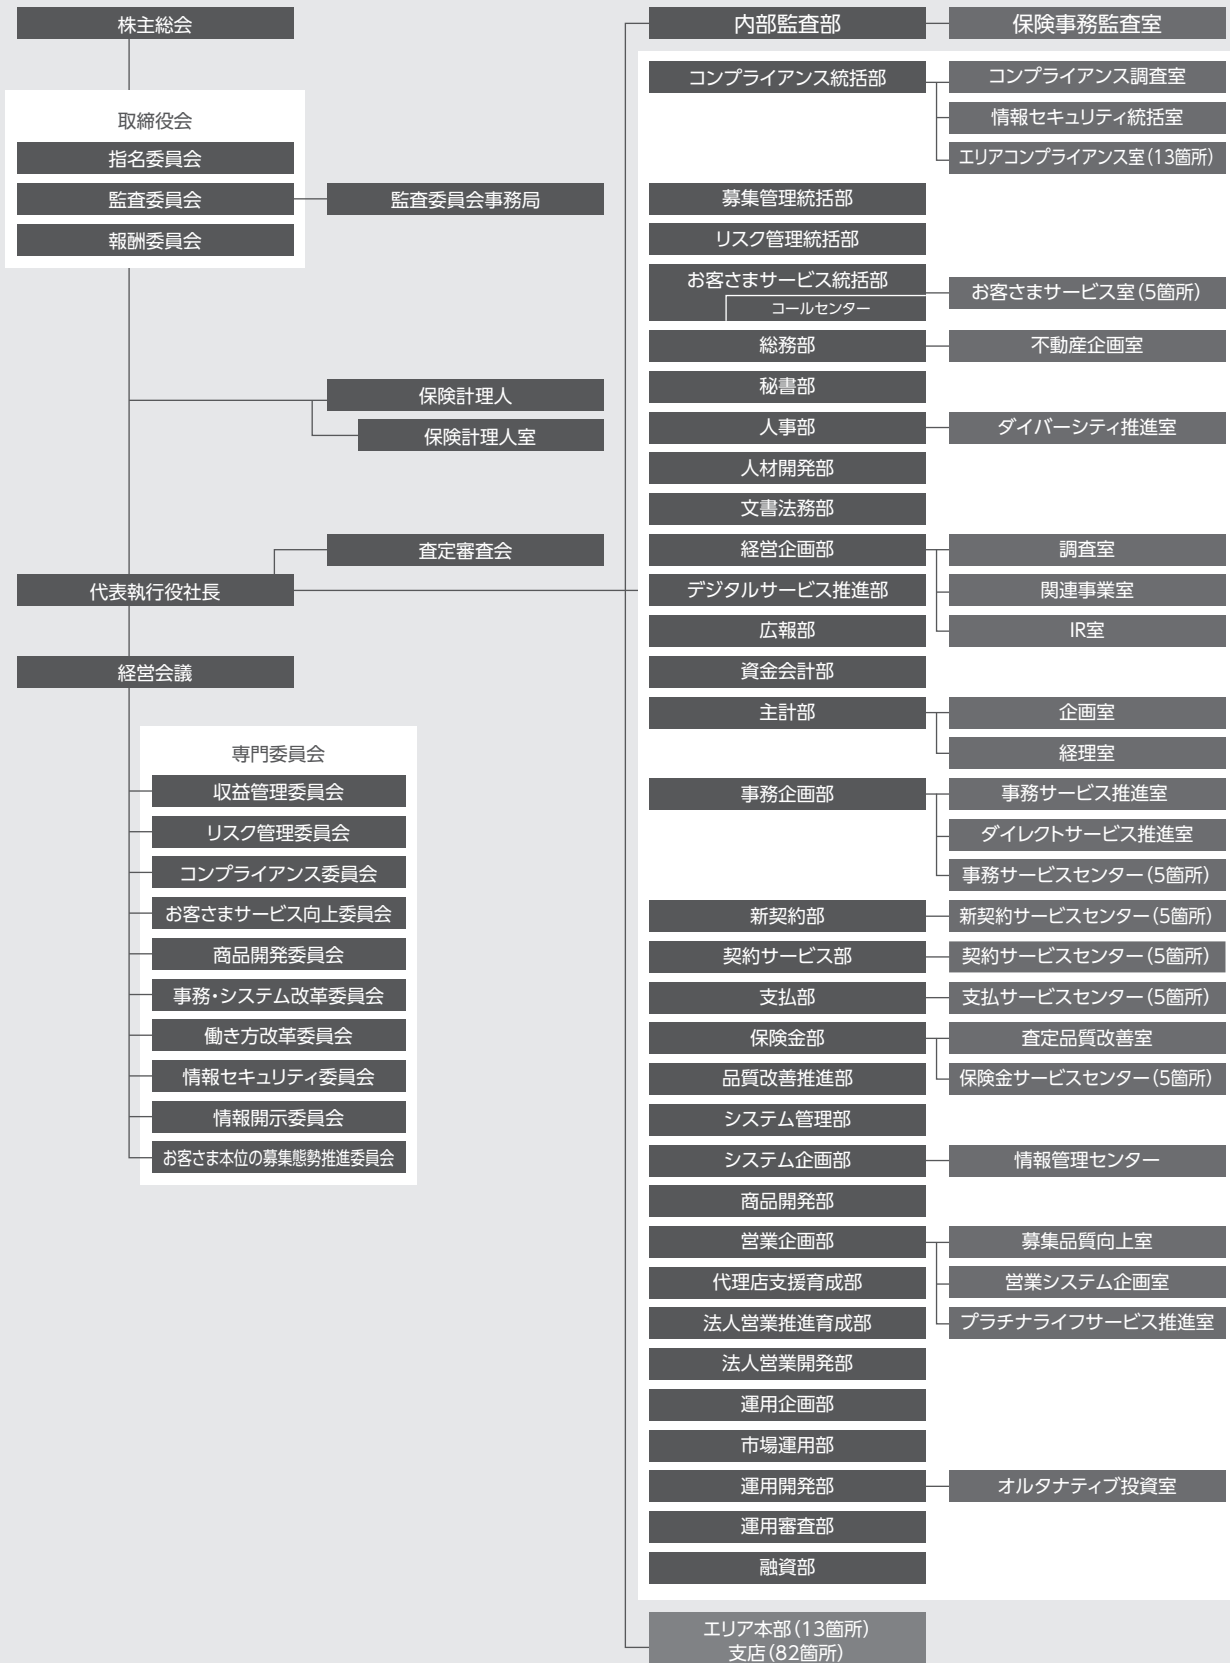 株主総会
取締役会
指名委員会
監査委員会
監査委員会事務局
報酬委員会
保険計理人
保険計理人室
査定審査会
代表執行役社長
経営会議
専門委員会
収益管理委員会
リスク管理委員会
コンプライアンス委員会
お客さまサービス向上委員会
商品開発委員会
事務・システム改革委員会
働き方改革委員会
情報セキュリティ委員会
情報開示委員会
お客さま本位の募集態勢推進委員会
内部監査部
保険事務監査室
コンプライアンス統括部
コンプライアンス調査室
情報セキュリティ統括室
エリアコンプライアンス室（13箇所）
募集管理統括部
リスク管理統括部
お客さまサービス統括部
コールセンター
お客さまサービス室（5箇所）
総務部
不動産企画室
秘書部
人事部
ダイバーシティ推進室
人材開発部
文書法務部
経営企画部
調査室
デジタルサービス推進部
関連事業室
広報部
IR室
資金会計部
主計部
企画室
経理室
事務企画部
事務サービス推進室
ダイレクトサービス推進室
事務サービスセンター（5箇所）
新契約部
新契約サービスセンター（5箇所）
契約サービス部
契約サービスセンター（5箇所）
支払部
支払サービスセンター（5箇所）
保険金部
査定品質改善室
品質改善推進部
保険金サービスセンター（5箇所）
システム管理部
システム企画部
情報管理センター
商品開発部
営業企画部
募集品質向上室
代理店支援育成部
営業システム企画室
法人営業推進育成部
プラチナライフサービス推進室
法人営業開発部
運用企画部
市場運用部
運用開発部
オルタナティブ投資室
運用審査部
融資部
エリア本部（13箇所）
支店（82箇所）